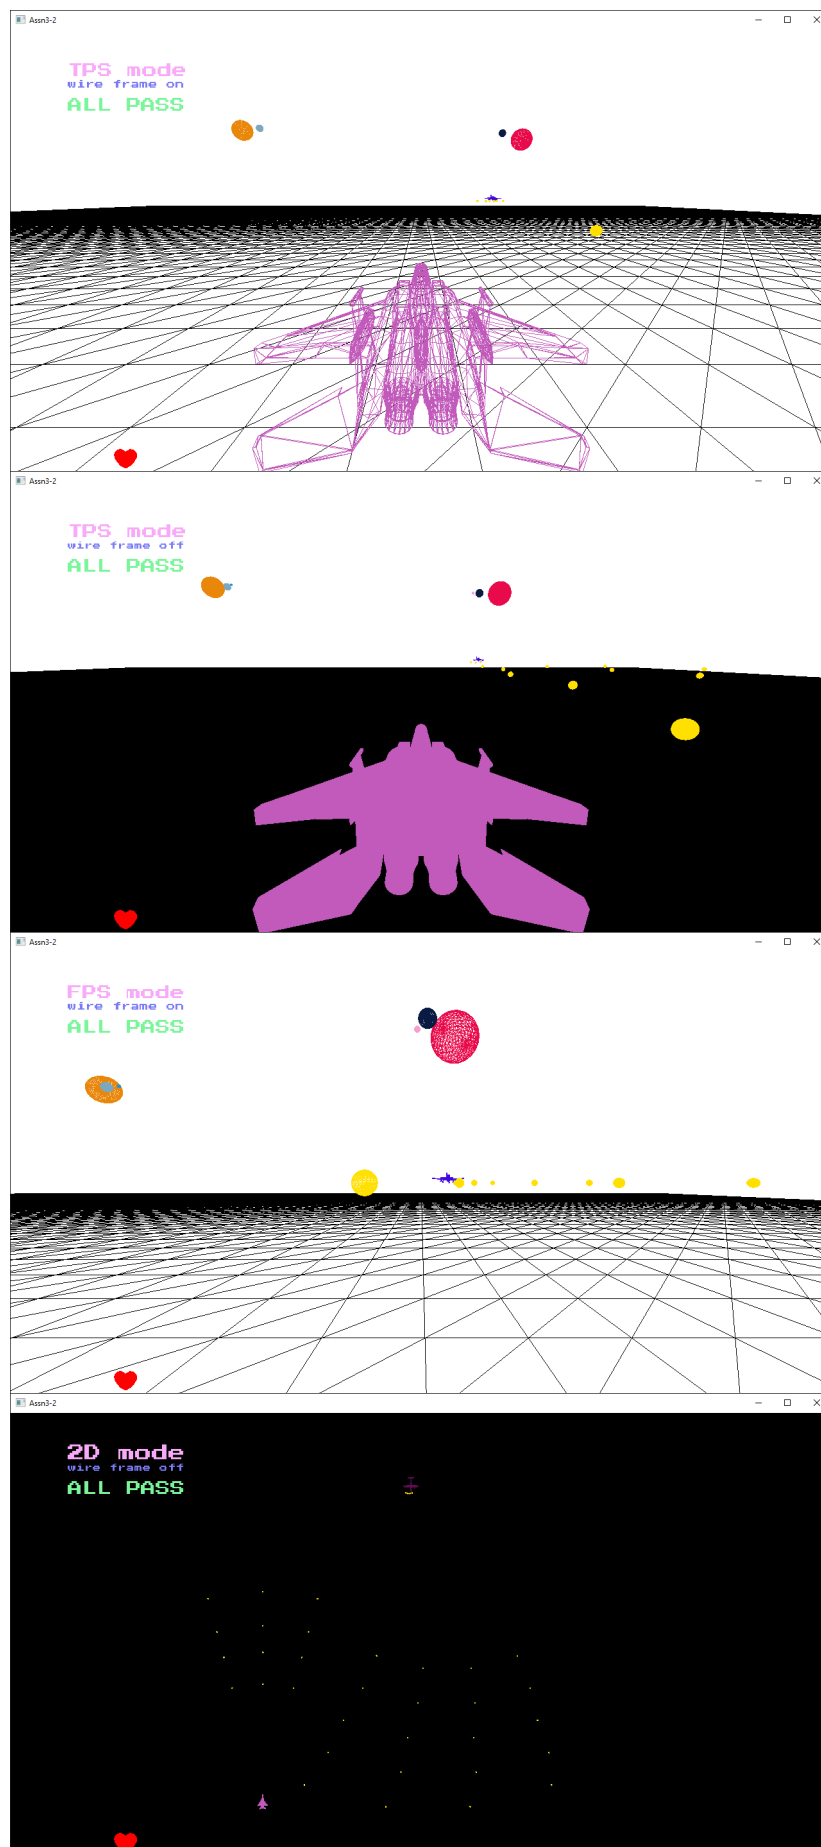 Assn3-2
TPS mode
wire frame on
ALL PASS
Assn3-2
TPS mode
wire frame off
ALL PASS
Assn3-2
FPS mode
wire frame on
ALL PASS
Assn3-2
2D mode
wire frame off
ALL PASS